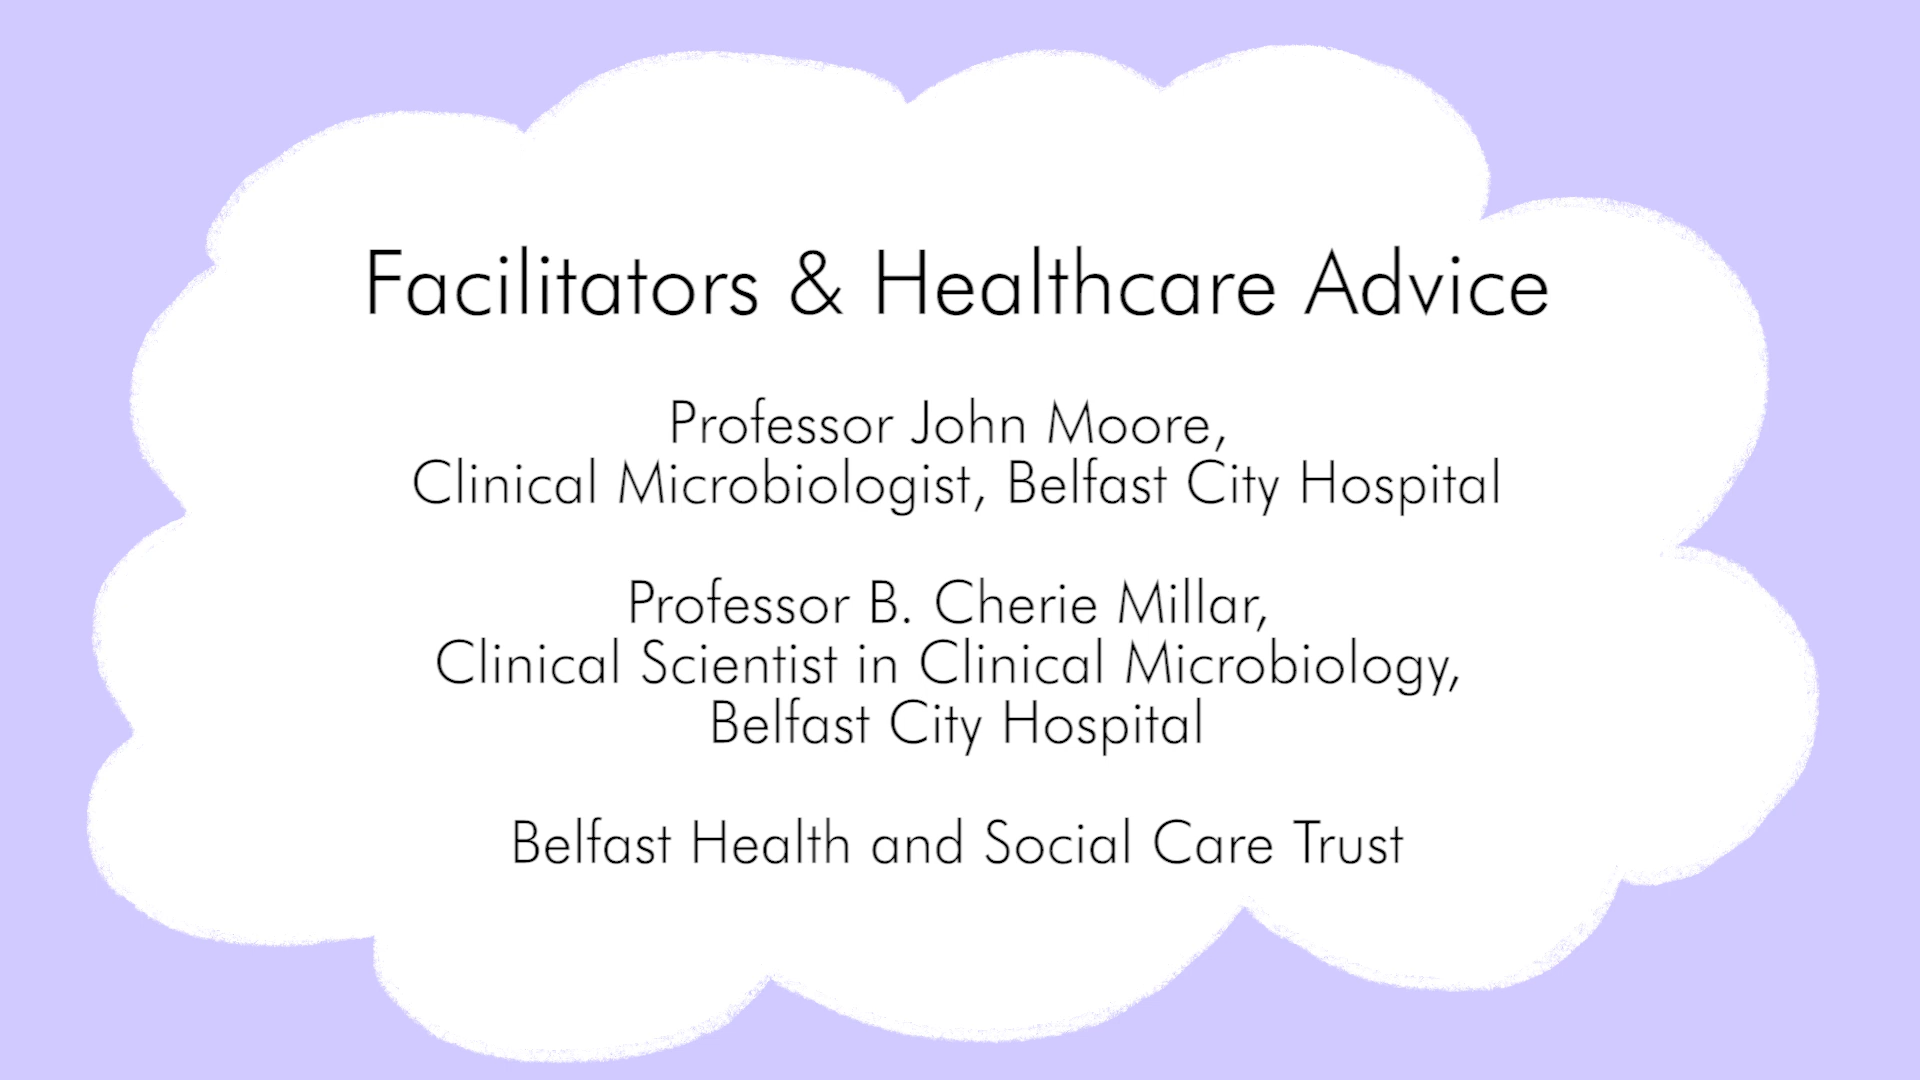 Facilitators & Healthcare Advice
Professor John Moore,
Clinical Microbiologist, Belfast City Hospital
Professor B. Cherie Millar,
Clinical Scientist in Clinical Microbiology,
Belfast City Hospital
Belfast Health and Social Care Trust